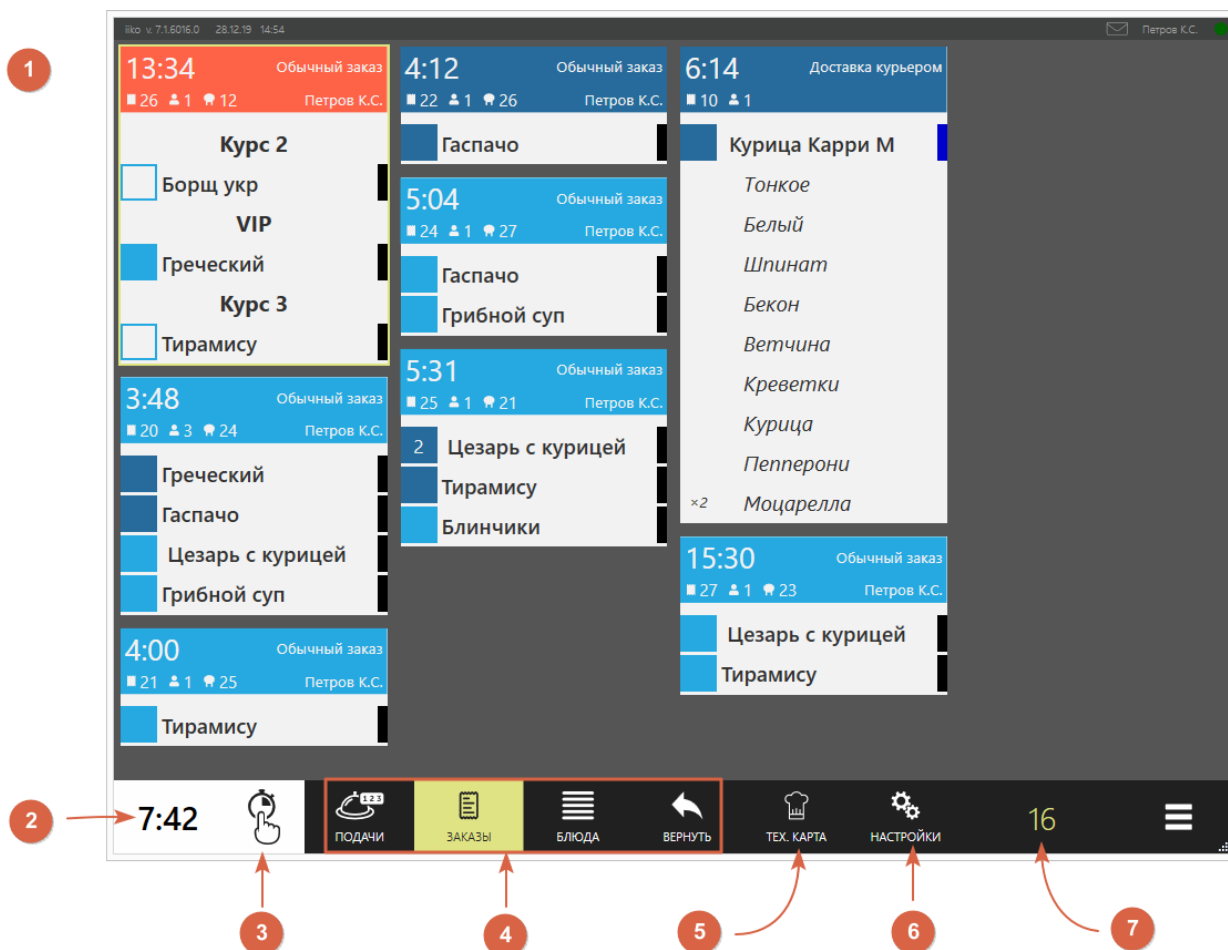 iiko v. 7.1.6016.0 28.12.19 14:54 Петров К.С.
1
13:34 Обычный заказ
26 1 12 Петров К.С.
Курс 2
Борщ укр
VIP
Греческий
Курс 3
Тирамису
3:48 Обычный заказ
20 3 24 Петров К.С.
Греческий
Гаспачо
Цезарь с курицей
Грибной суп
4:00 Обычный заказ
21 1 25 Петров К.С.
Тирамису
4:12 Обычный заказ
22 1 26 Петров К.С.
Гаспачо
5:04 Обычный заказ
24 1 27 Петров К.С.
Гаспачо
Грибной суп
5:31 Обычный заказ
25 1 21 Петров К.С.
2 Цезарь с курицей
Тирамису
Блинчики
6:14 Доставка курьером
10 1
Курица Карри М
Тонкое
Белый
Шпинат
Бекон
Ветчина
Креветки
Курица
Пепперони
×2 Моцарелла
15:30 Обычный заказ
27 1 23 Петров К.С.
Цезарь с курицей
Тирамису
2
7:42
1 2 3
ПОДАЧИ ЗАКАЗЫ БЛЮДА ВЕРНУТЬ ТЕХ. КАРТА НАСТРОЙКИ
16
3 4 5 6 7